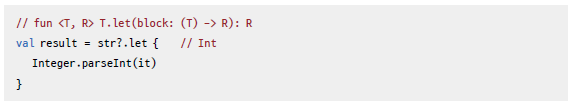 // fun <T, R> T.let(block: (T) -> R): R
val result = str?.let {   // Int
   Integer.parseInt(it)
}